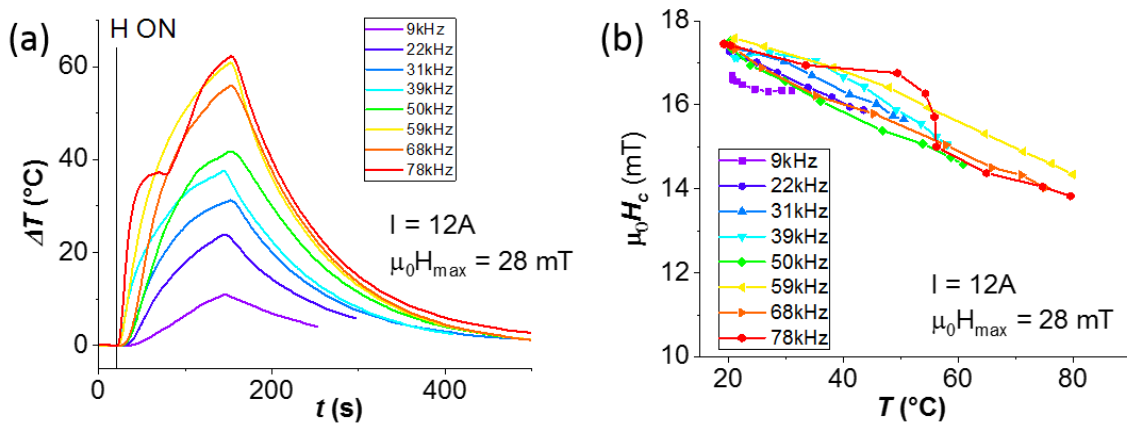 (a)
H ON
9kHz
22kHz
31kHz
39kHz
50kHz
59kHz
68kHz
78kHz
I = 12A
μ₀Hmax = 28 mT
ΔT (°C)
60
40
20
0
0
200
400
t (s)
(b)
μ₀Hc (mT)
18
16
14
12
10
9kHz
22kHz
31kHz
39kHz
50kHz
59kHz
68kHz
78kHz
I = 12A
μ₀Hmax = 28 mT
20
40
60
80
T (°C)